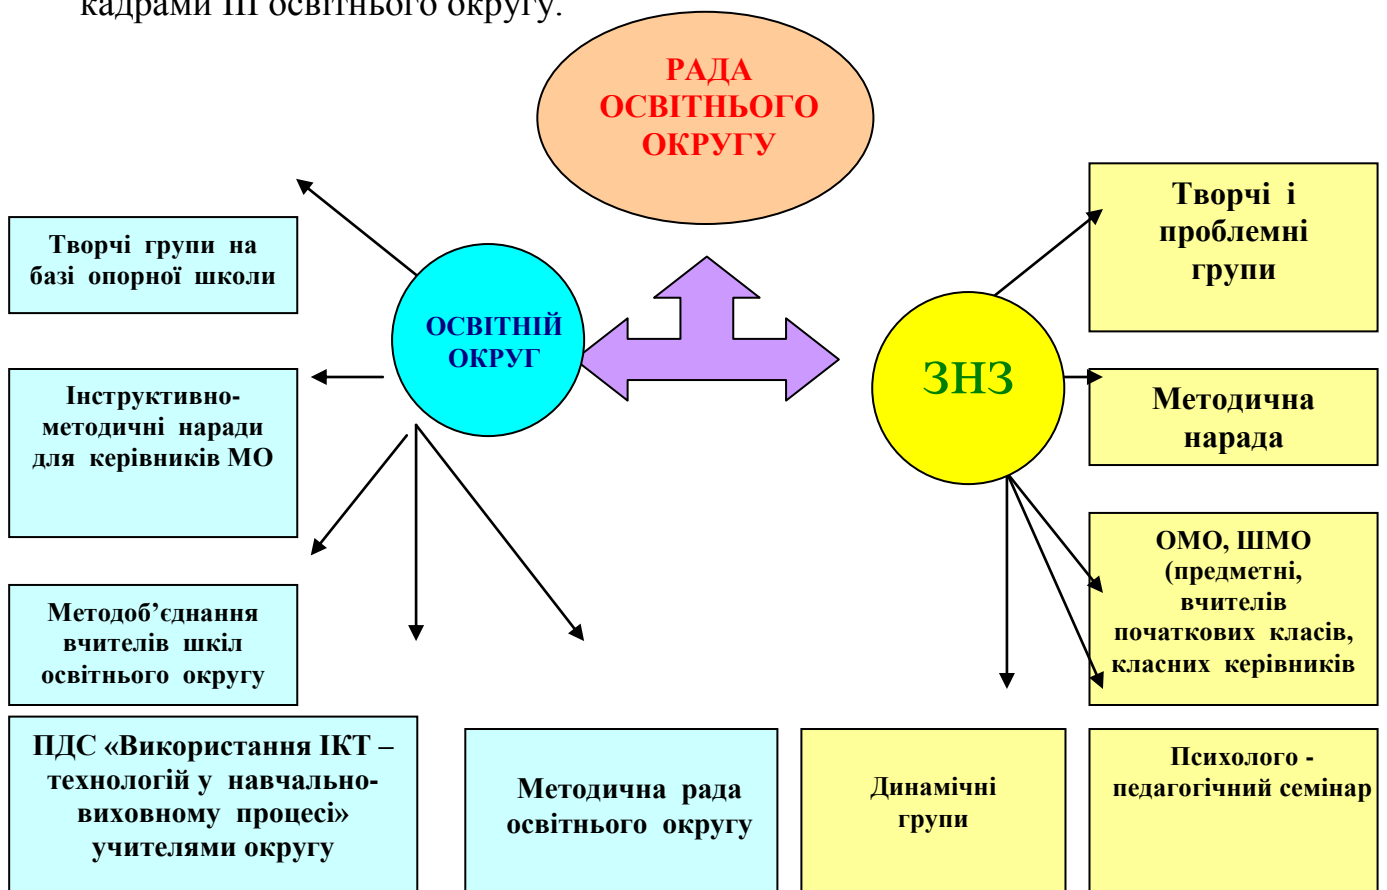 кадрами ІІІ освітнього округу.
РАДА
ОСВІТНЬОГО
ОКРУГУ
Творчі групи на
базі опорної школи
Інструктивно-
методичні наради
для керівників МО
Методоб’єднання
вчителів шкіл
освітнього округу
ПДС «Використання ІКТ –
технологій у навчально-
виховному процесі»
учителями округу
ОСВІТНІЙ
ОКРУГ
Методична рада
освітнього округу
ЗНЗ
Творчі і
проблемні
групи
Методична
нарада
ОМО, ШМО
(предметні,
вчителів
початкових класів,
класних керівників
Динамічні
групи
Психолого -
педагогічний семінар